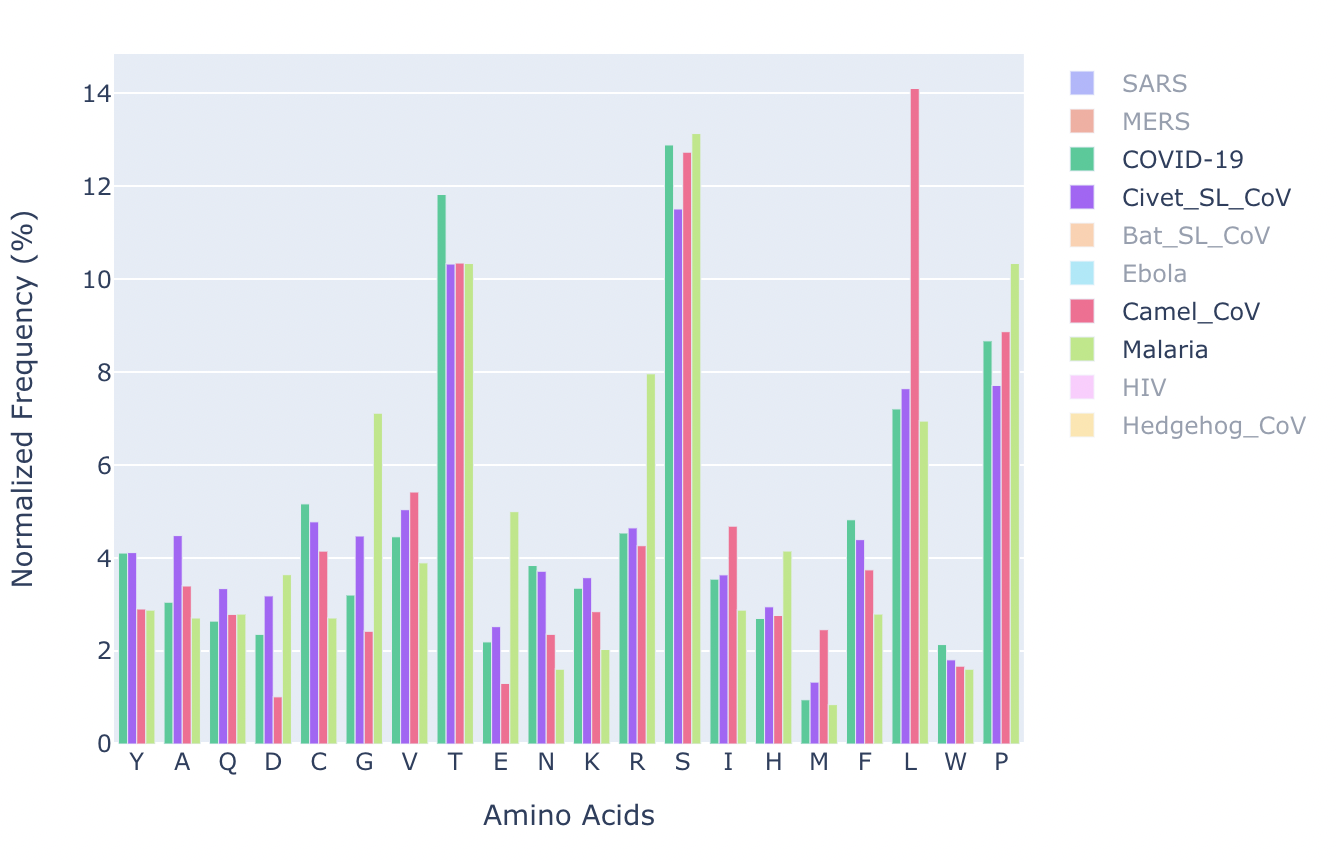 14
12
10
8
6
4
2
0
Normalized Frequency (%)
Y A Q D C G V T E N K R S I H M F L W P
Amino Acids
SARS
MERS
COVID-19
Civet_SL_CoV
Bat_SL_CoV
Ebola
Camel_CoV
Malaria
HIV
Hedgehog_CoV